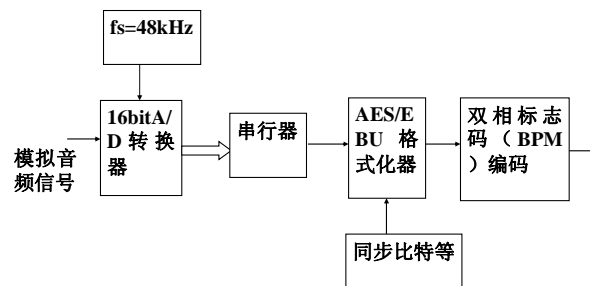 fs=48kHz
16bitA/
D 转 换
器
模拟音
频信号
串行器
AES/E
BU 格
式化器
双相标志
码（BPM
）编码
同步比特等